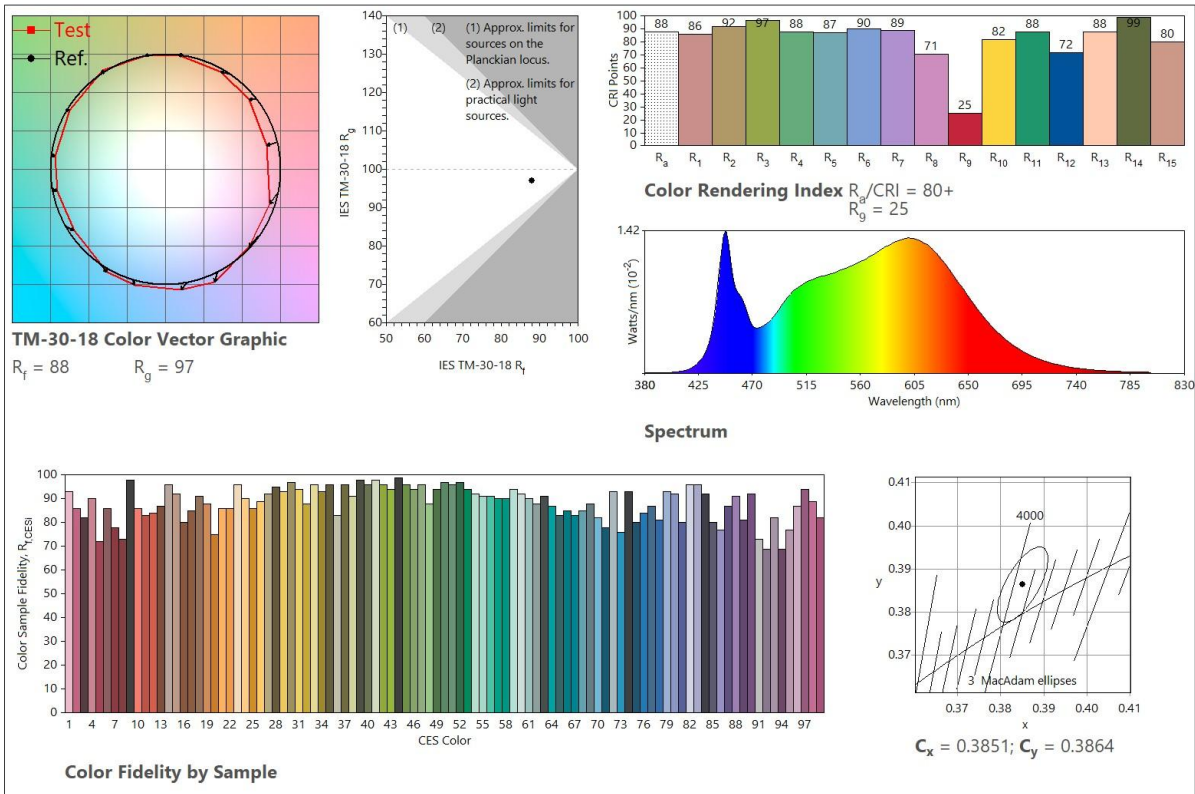 Test
Ref.
TM-30-18 Color Vector Graphic
Rf = 88 Rg = 97
140
130
120
110
100
90
80
70
60
IES TM-30-18 Rg
(1) (2)
(1) Approx. limits for
sources on the
Planckian locus.
(2) Approx. limits for
practical light
sources.
50 60 70 80 90 100
IES TM-30-18 Rf
100
90
80
70
60
50
40
30
20
10
0
CRI Points
88 86 92 97 88 87 90 89 71 25 82 88 72 88 99 80
Ra R1 R2 R3 R4 R5 R6 R7 R8 R9 R10 R11 R12 R13 R14 R15
Color Rendering Index Ra/CRI = 80+
R9 = 25
1.42
Watts/nm (10-2)
380 425 470 515 560 605 650 695 740 785 830
Wavelength (nm)
Spectrum
100
90
80
70
60
50
40
30
20
10
0
Color Sample Fidelity, Rf,CESi
1 4 7 10 13 16 19 22 25 28 31 34 37 40 43 46 49 52 55 58 61 64 67 70 73 76 79 82 85 88 91 94 97
CES Color
Color Fidelity by Sample
0.41
0.40
0.39
0.38
0.37
y
4000
3 MacAdam ellipses
0.37 0.38 0.39 0.40 0.41
x
Cx = 0.3851; Cy = 0.3864